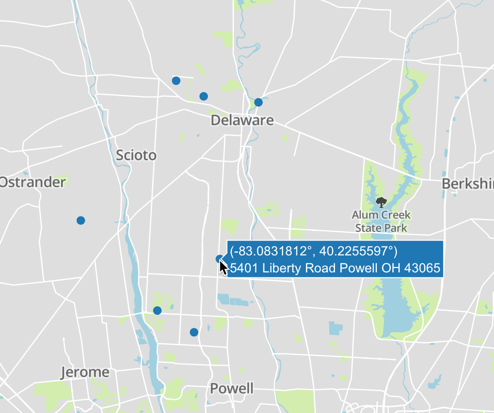 Delaware
Scioto
Ostrander
Berkshi
Alum Creek
State Park
(-83.0831812°, 40.2255597°)
5401 Liberty Road Powell OH 43065
Jerome
Powell